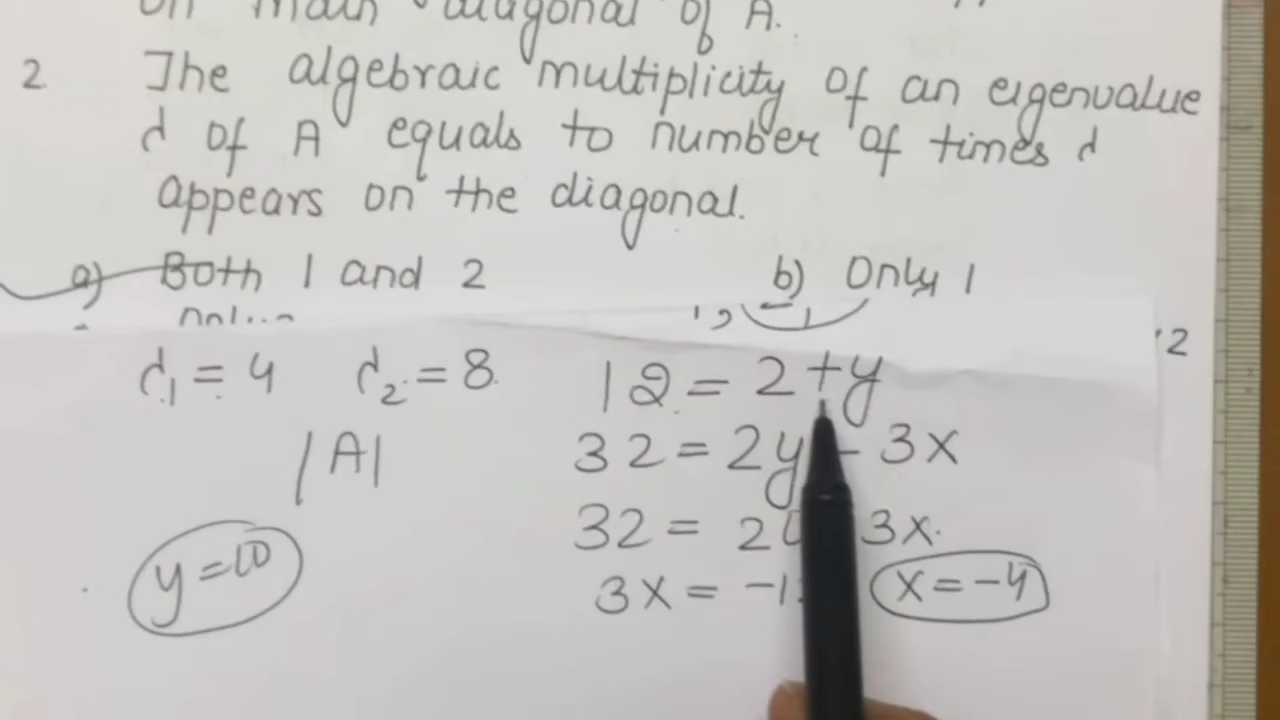 on main diagonal of A.
2. The algebraic multiplicity of an eigenvalue
λ of A equals to number of times λ
appears on the diagonal.
a) Both 1 and 2 b) Only 1
2
λ₁ = 4 λ₂ = 8 12 = 2+y
|A| 32 = 2y - 3x
32 = 3x.
y = 10 3x = x = -4